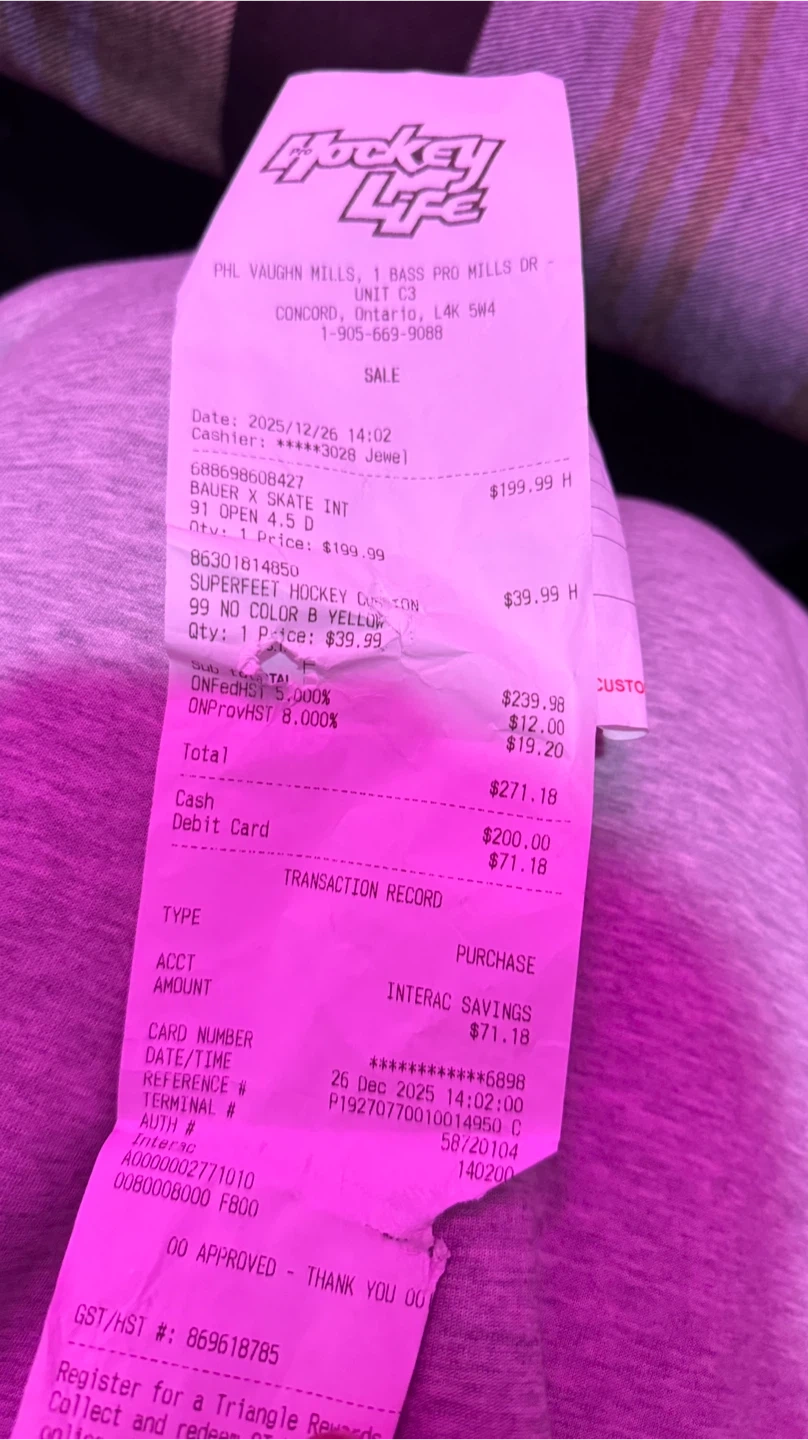 Pro Hockey
Life
PHL VAUGHN MILLS, 1 BASS PRO MILLS DR -
UNIT C3
CONCORD, Ontario, L4K 5W4
1-905-669-9088
SALE
Date: 2025/12/26 14:02
Cashier: *****3028 Jewel
688698608427 $199.99 H
BAUER X SKATE INT
91 OPEN 4.5 D
Qty: 1 Price: $199.99
86301814850 $39.99 H
SUPERFEET HOCKEY
99 NO COLOR B YELLOW
Qty: 1 Price: $39.99
Sub $239.98
ONFedHST 5.000% $12.00
ONProvHST 8.000% $19.20
Total $271.18
Cash $200.00
Debit Card $71.18
TRANSACTION RECORD
TYPE PURCHASE
ACCT INTERAC SAVINGS
AMOUNT $71.18
CARD NUMBER ************6898
DATE/TIME 26 Dec 2025 14:02:00
REFERENCE # P19270770010014950 C
TERMINAL # 58720104
AUTH # 140200
Interac
A0000002771010
0080008000 F800
00 APPROVED - THANK YOU 00
GST/HST #: 869618785
Register for a Triangle Rewards
Collect and redeem
CUSTO